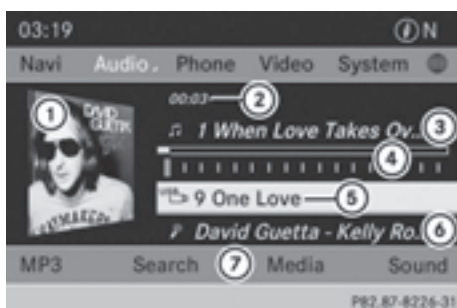 03:19 N
Navi Audio Phone Video System
1 DAVID GUETTA
00:03 2
1 When Love Takes Ov... 3
4
USB 9 One Love 5
David Guetta - Kelly Ro... 6
MP3 Search 7 Media Sound
P82.87-8226-31